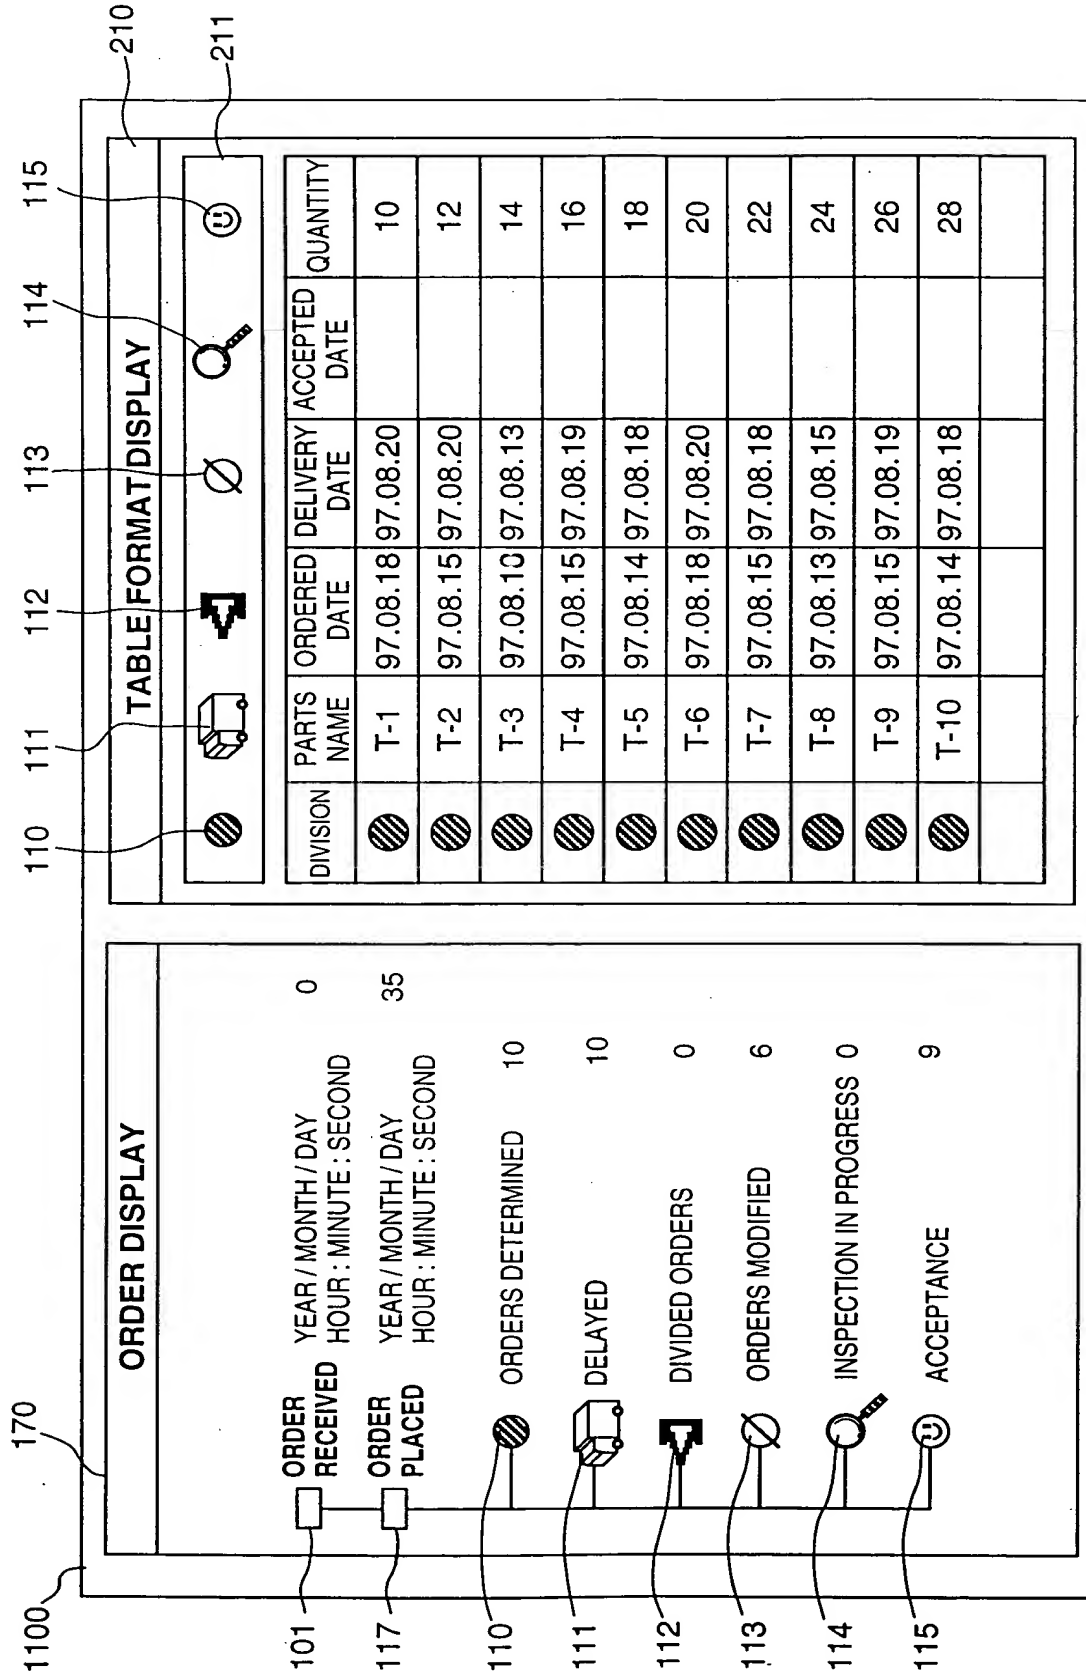 1100
170
ORDER DISPLAY
101
ORDER RECEIVED YEAR / MONTH / DAY HOUR : MINUTE : SECOND 0
117
ORDER PLACED YEAR / MONTH / DAY HOUR : MINUTE : SECOND 35
110 ORDERS DETERMINED 10
111 DELAYED 10
112 DIVIDED ORDERS 0
113 ORDERS MODIFIED 6
114 INSPECTION IN PROGRESS 0
115 ACCEPTANCE 9
110 111 112 113 114 115
210
211
TABLE FORMAT DISPLAY
DIVISION PARTS NAME ORDERED DATE DELIVERY DATE ACCEPTED DATE QUANTITY
T-1 97.08.18 97.08.20 10
T-2 97.08.15 97.08.20 12
T-3 97.08.13 97.08.13 14
T-4 97.08.15 97.08.19 16
T-5 97.08.14 97.08.18 18
T-6 97.08.18 97.08.20 20
T-7 97.08.15 97.08.18 22
T-8 97.08.13 97.08.15 24
T-9 97.08.15 97.08.19 26
T-10 97.08.14 97.08.18 28